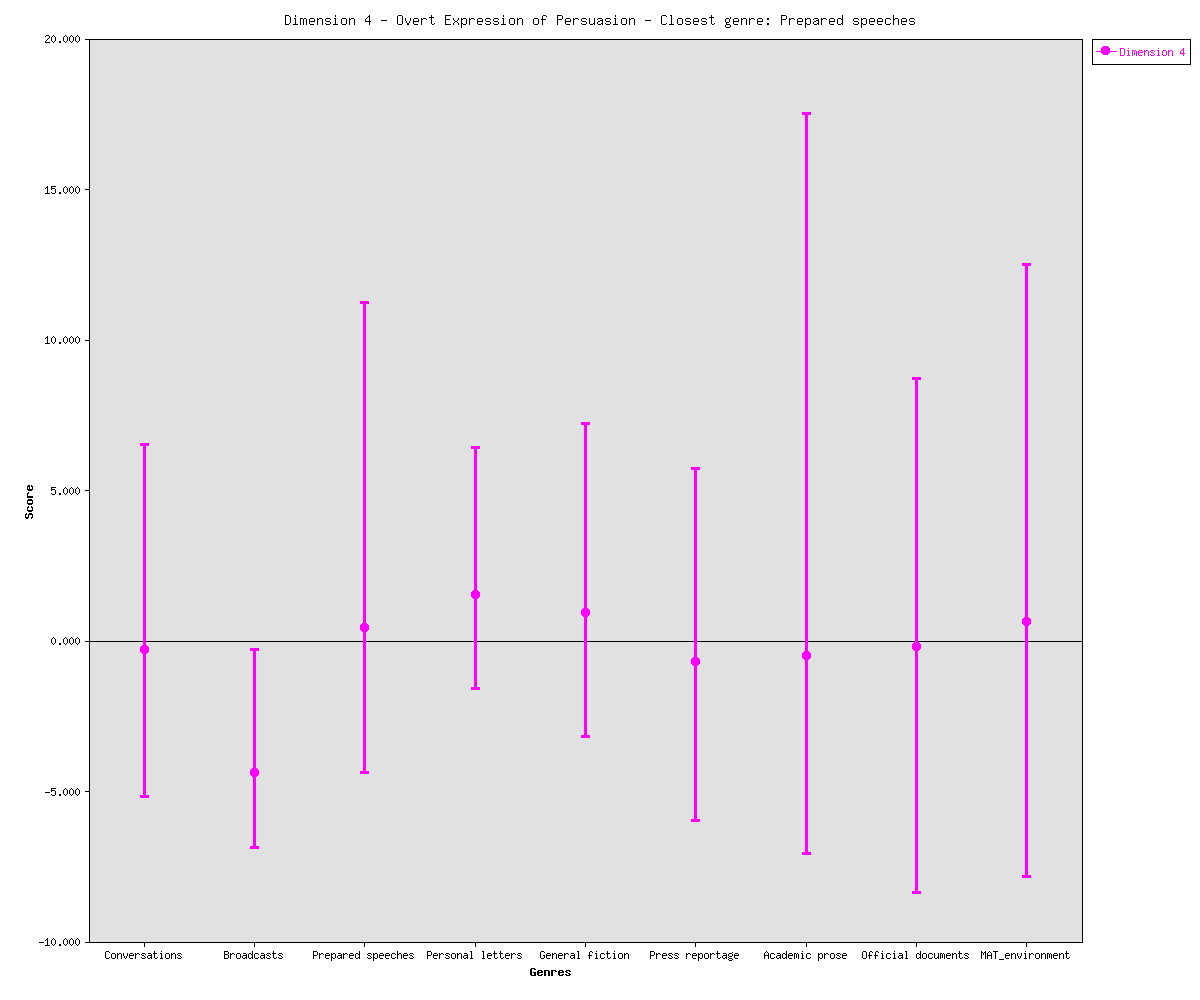 Dimension 4 - Overt Expression of Persuasion - Closest genre: Prepared speeches
Dimension 4
20.000
15.000
10.000
5.000
0.000
-5.000
-10.000
Score
Conversations Broadcasts Prepared speeches Personal letters General fiction Press reportage Academic prose Official documents MAT_environment
Genres